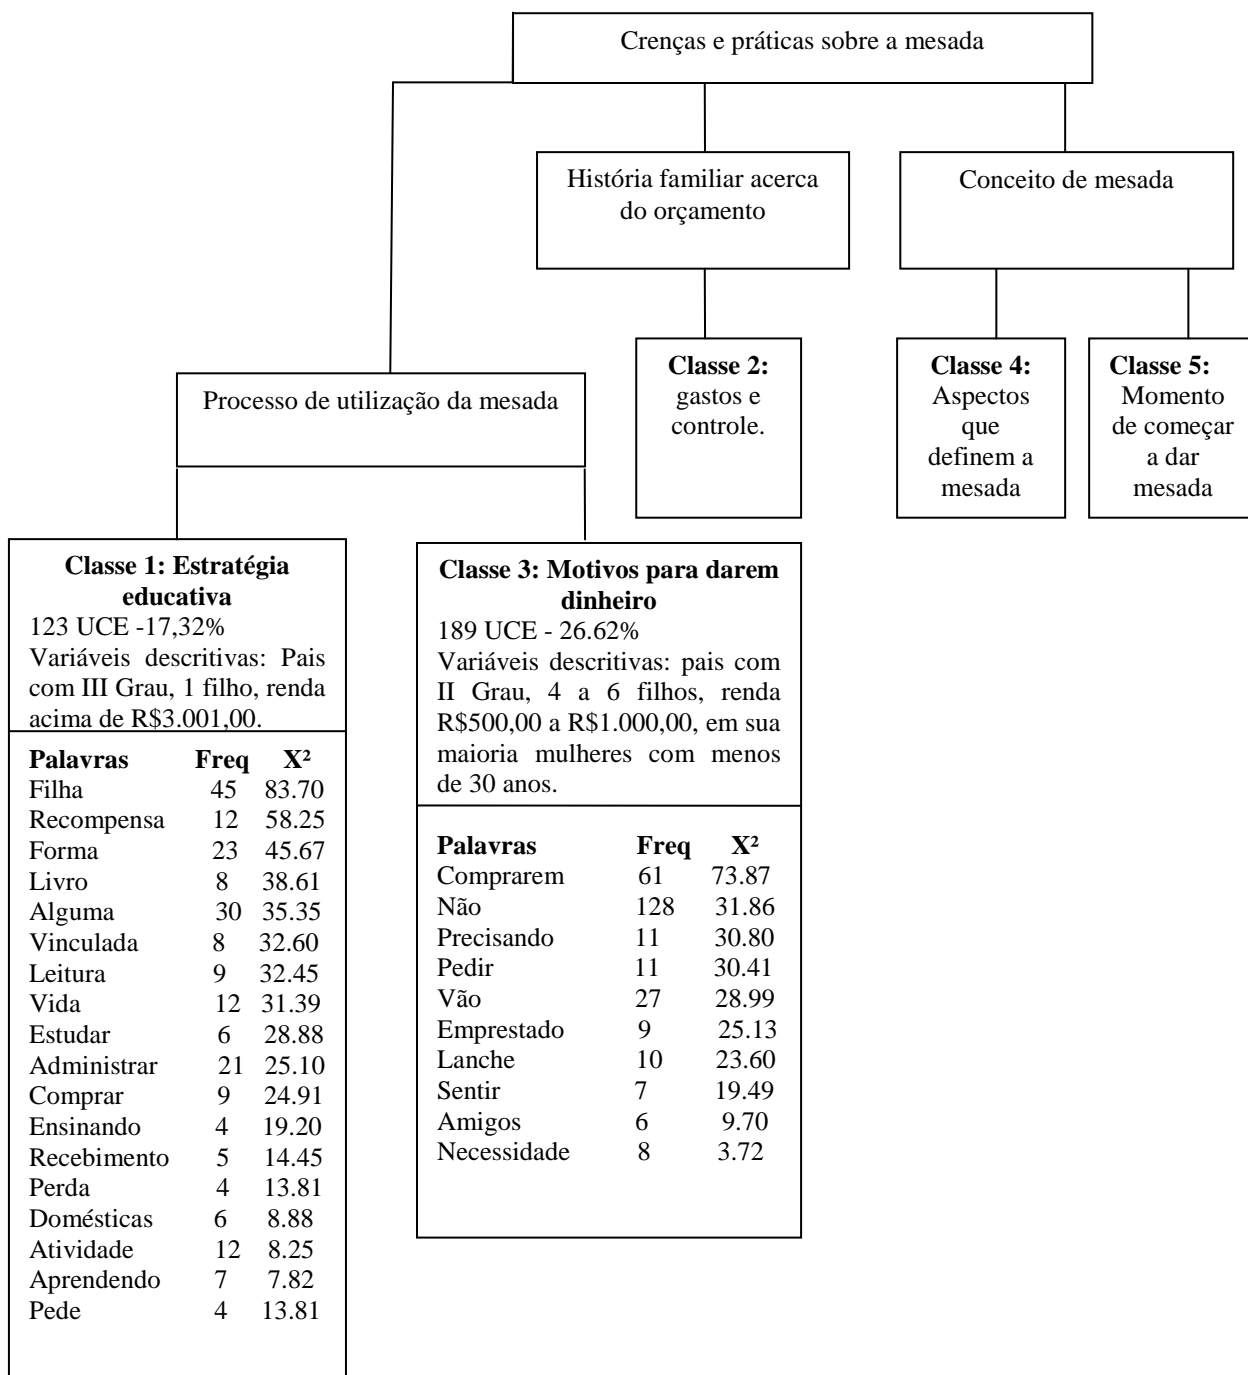 Crenças e práticas sobre a mesada
História familiar acerca
do orçamento
Conceito de mesada
Classe 2:
gastos e
controle.
Classe 4:
Aspectos
que
definem a
mesada
Classe 5:
Momento
de começar
a dar
mesada
Processo de utilização da mesada
Classe 1: Estratégia
educativa
123 UCE -17,32%
Variáveis descritivas: Pais
com III Grau, 1 filho, renda
acima de R$3.001,00.
Palavras Freq X²
Filha 45 83.70
Recompensa 12 58.25
Forma 23 45.67
Livro 8 38.61
Alguma 30 35.35
Vinculada 8 32.60
Leitura 9 32.45
Vida 12 31.39
Estudar 6 28.88
Administrar 21 25.10
Comprar 9 24.91
Ensinando 4 19.20
Recebimento 5 14.45
Perda 4 13.81
Domésticas 6 8.88
Atividade 12 8.25
Aprendendo 7 7.82
Pede 4 13.81
Classe 3: Motivos para darem
dinheiro
189 UCE - 26.62%
Variáveis descritivas: pais com
II Grau, 4 a 6 filhos, renda
R$500,00 a R$1.000,00, em sua
maioria mulheres com menos
de 30 anos.
Palavras Freq X²
Comprarem 61 73.87
Não 128 31.86
Precisando 11 30.80
Pedir 11 30.41
Vão 27 28.99
Emprestado 9 25.13
Lanche 10 23.60
Sentir 7 19.49
Amigos 6 9.70
Necessidade 8 3.72